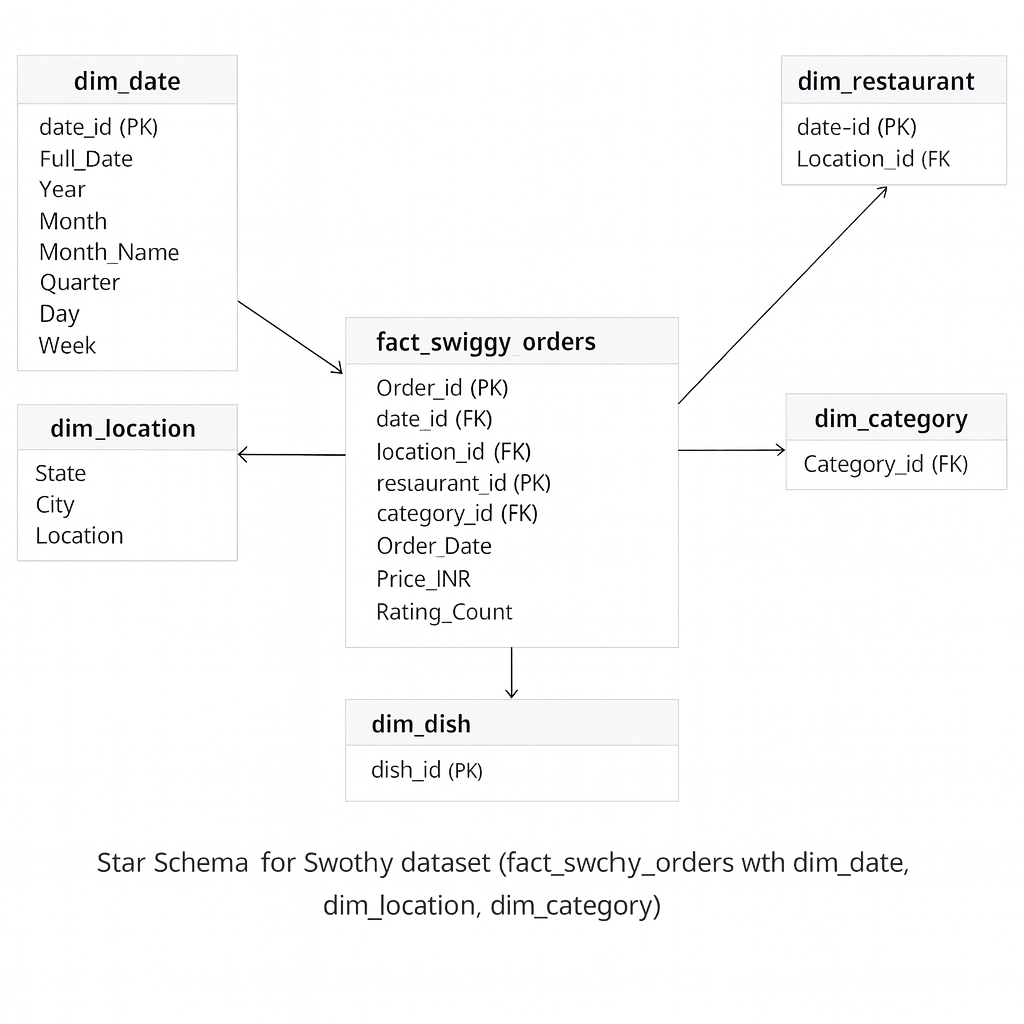 dim_date
date_id (PK)
Full_Date
Year
Month
Month_Name
Quarter
Day
Week
dim_restaurant
date-id (PK)
Location_id (FK
fact_swiggy_orders
Order_id (PK)
date_id (FK)
location_id (FK)
restaurant_id (PK)
category_id (FK)
Order_Date
Price_INR
Rating_Count
dim_location
State
City
Location
dim_category
Category_id (FK)
dim_dish
dish_id (PK)
Star Schema for Swothy dataset (fact_swchy_orders wth dim_date,
dim_location, dim_category)